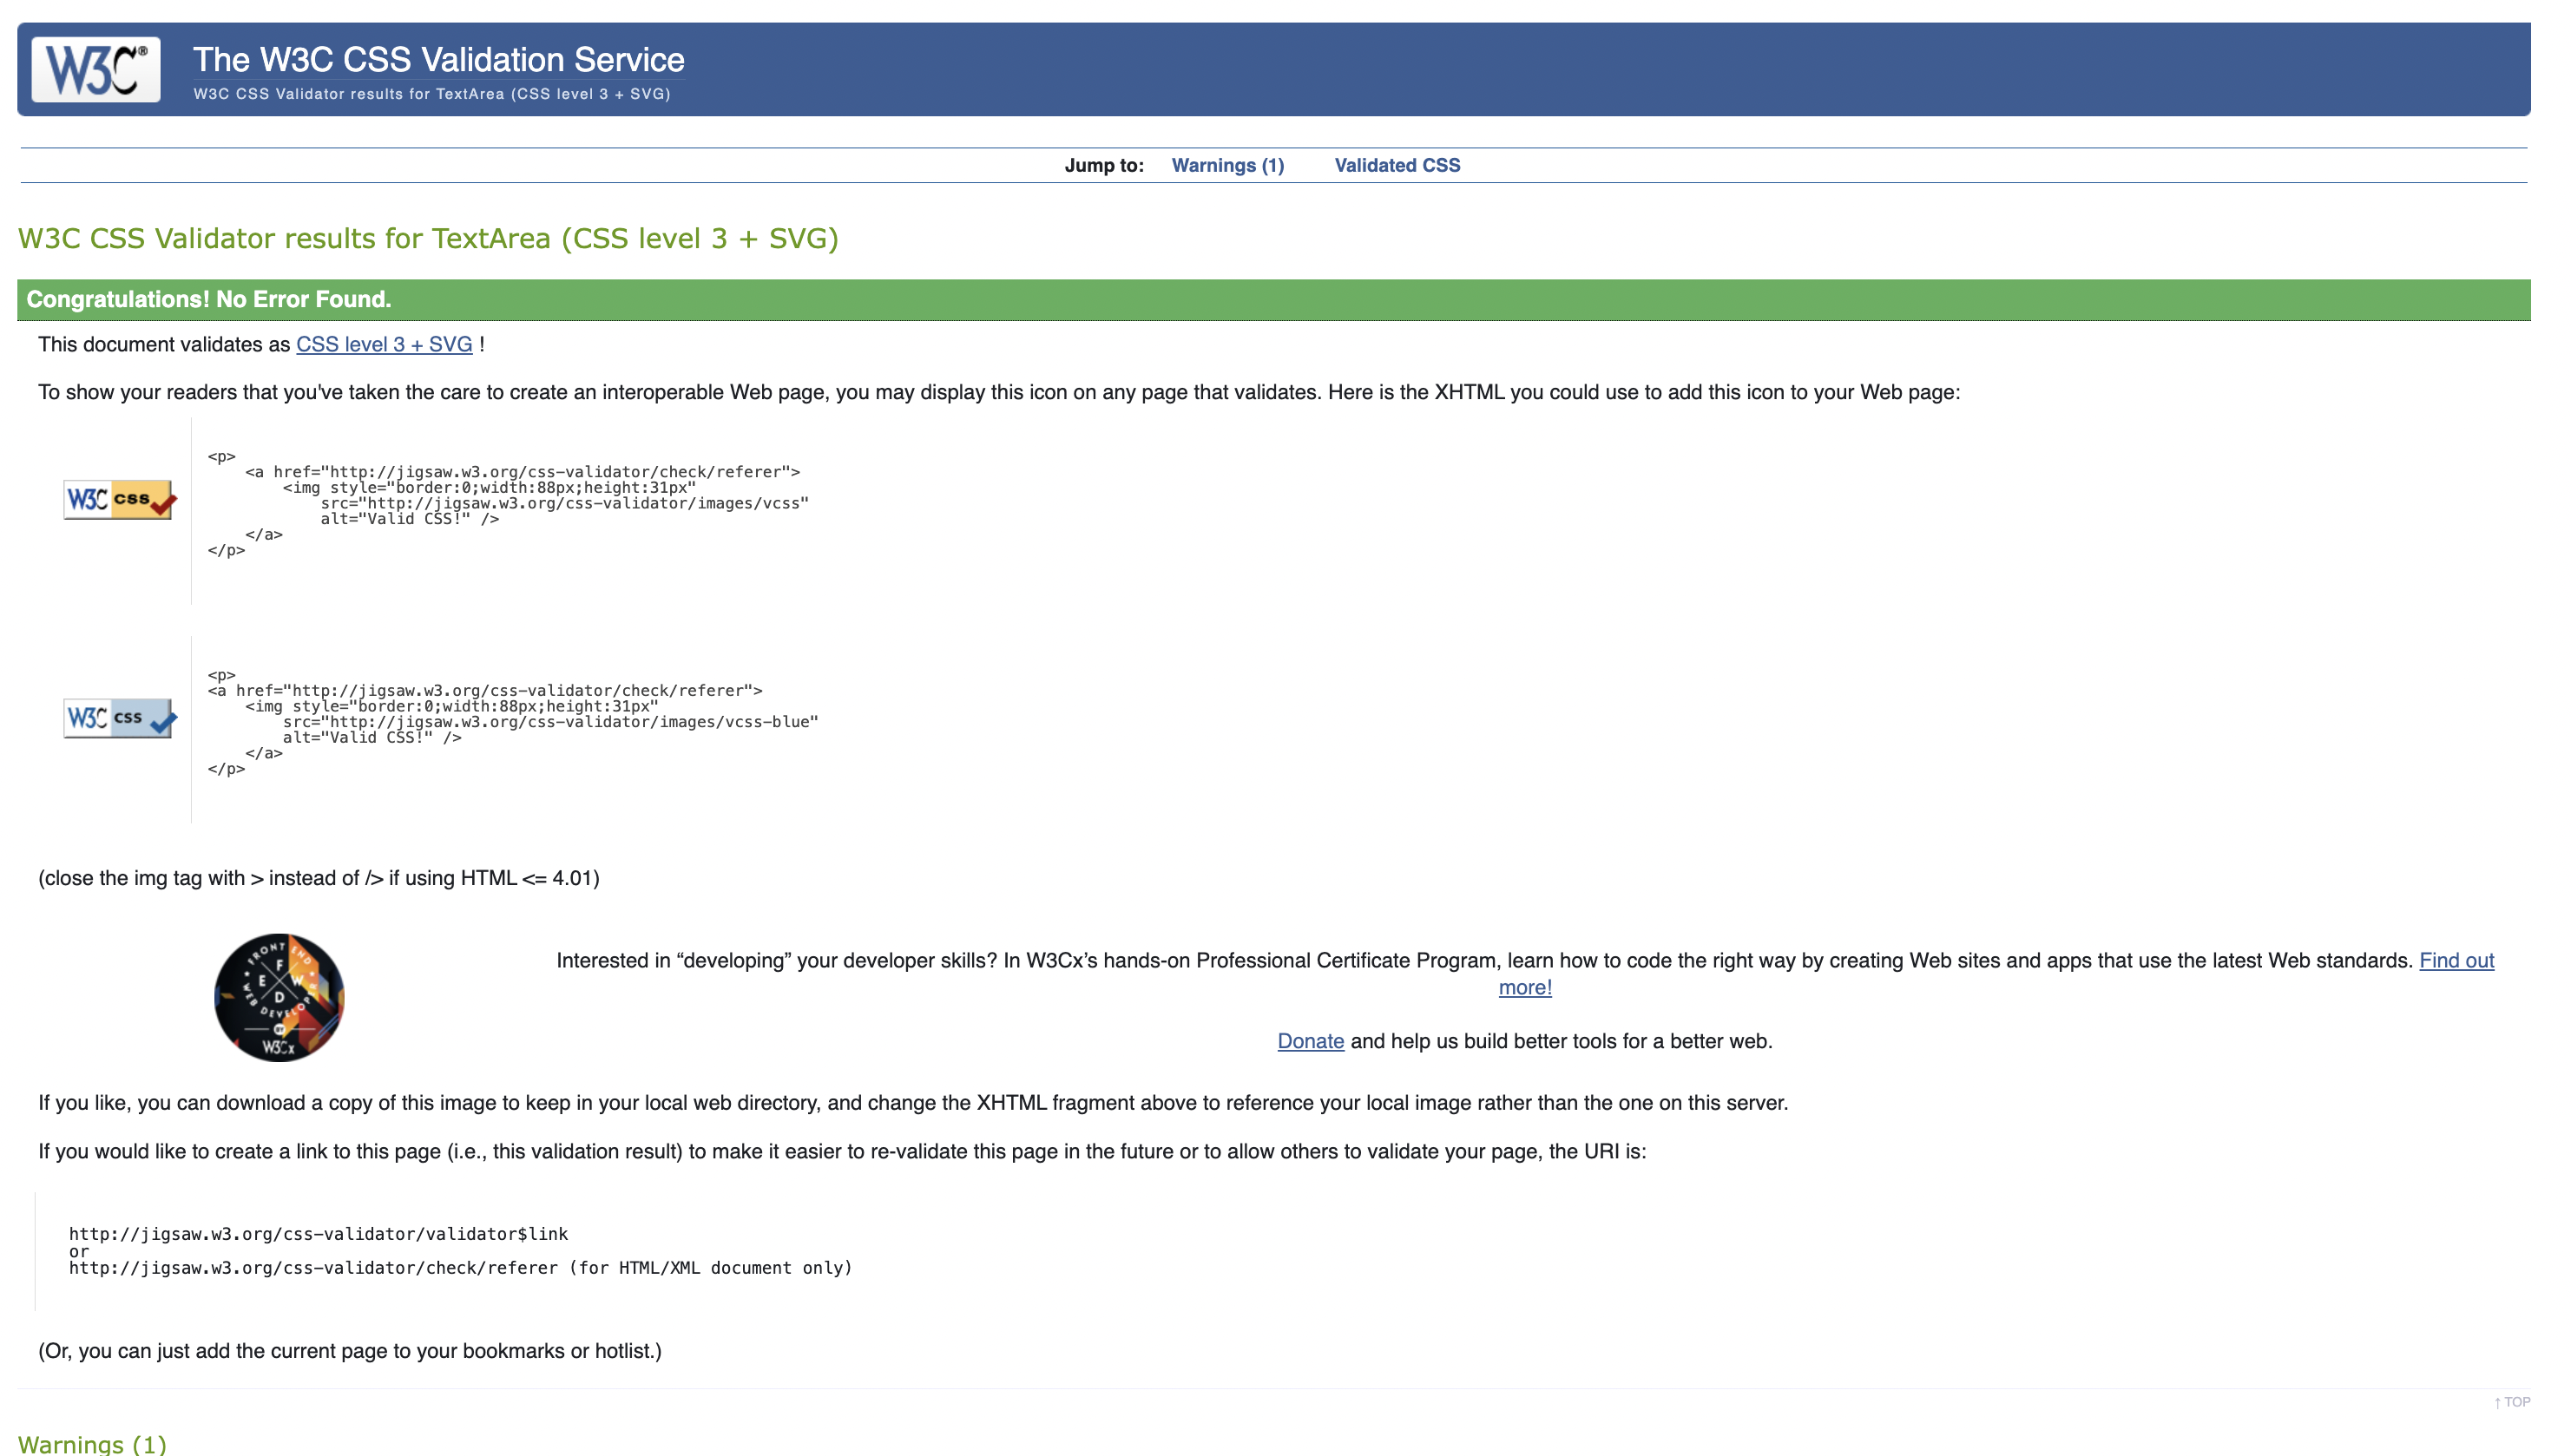 W3C®
The W3C CSS Validation Service
W3C CSS Validator results for TextArea (CSS level 3 + SVG)
Jump to: Warnings (1) Validated CSS
W3C CSS Validator results for TextArea (CSS level 3 + SVG)
Congratulations! No Error Found.
This document validates as CSS level 3 + SVG !
To show your readers that you've taken the care to create an interoperable Web page, you may display this icon on any page that validates. Here is the XHTML you could use to add this icon to your Web page:
W3C css
<p>
    <a href="http://jigsaw.w3.org/css-validator/check/referer">
        <img style="border:0;width:88px;height:31px"
            src="http://jigsaw.w3.org/css-validator/images/vcss"
            alt="Valid CSS!" />
    </a>
</p>
W3C css
<p>
<a href="http://jigsaw.w3.org/css-validator/check/referer">
    <img style="border:0;width:88px;height:31px"
        src="http://jigsaw.w3.org/css-validator/images/vcss-blue"
        alt="Valid CSS!" />
    </a>
</p>
(close the img tag with > instead of /> if using HTML <= 4.01)
FRONT END
F
E W
D
WEB DEVELOPER
BY
W3Cx
Interested in “developing” your developer skills? In W3Cx’s hands-on Professional Certificate Program, learn how to code the right way by creating Web sites and apps that use the latest Web standards. Find out
more!
Donate and help us build better tools for a better web.
If you like, you can download a copy of this image to keep in your local web directory, and change the XHTML fragment above to reference your local image rather than the one on this server.
If you would like to create a link to this page (i.e., this validation result) to make it easier to re-validate this page in the future or to allow others to validate your page, the URI is:
http://jigsaw.w3.org/css-validator/validator$link
or
http://jigsaw.w3.org/css-validator/check/referer (for HTML/XML document only)
(Or, you can just add the current page to your bookmarks or hotlist.)
↑ TOP
Warnings (1)